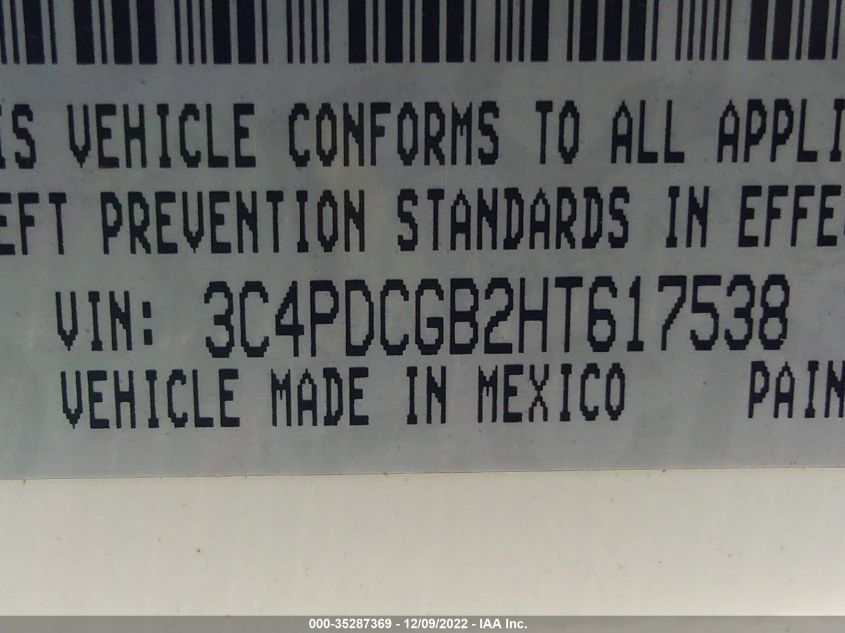 IS VEHICLE CONFORMS TO ALL APPLI
EFT PREVENTION STANDARDS IN EFFE
VIN: 3C4PDCGB2HT617538
VEHICLE MADE IN MEXICO PAIN
000-35287369 - 12/09/2022 - IAA Inc.